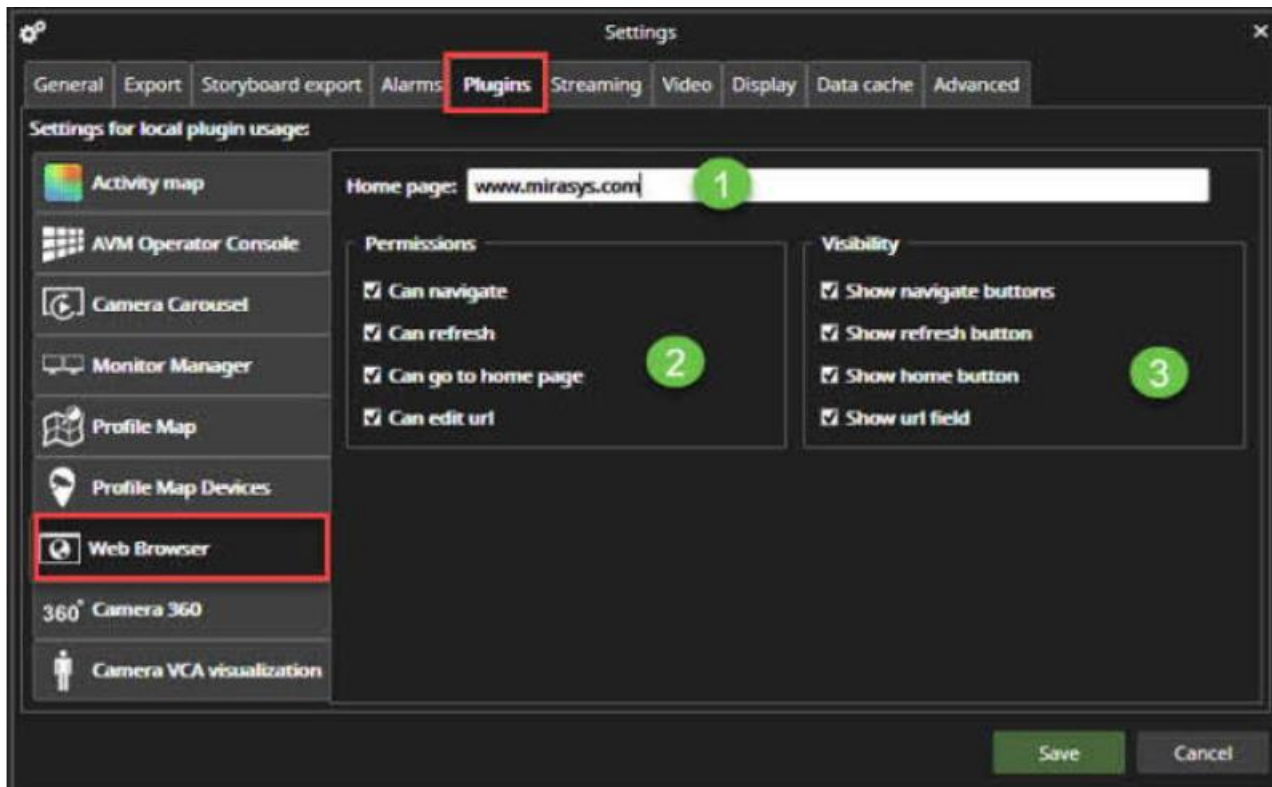 Settings
General Export Storyboard export Alarms Plugins Streaming Video Display Data cache Advanced
Settings for local plugin usage:
Activity map
AVM Operator Console
Camera Carousel
Monitor Manager
Profile Map
Profile Map Devices
Web Browser
360° Camera 360
Camera VCA visualization
Home page: www.mirasys.com 1
Permissions
Can navigate
Can refresh
Can go to home page
Can edit url
2
Visibility
Show navigate buttons
Show refresh button
Show home button
Show url field
3
Save Cancel